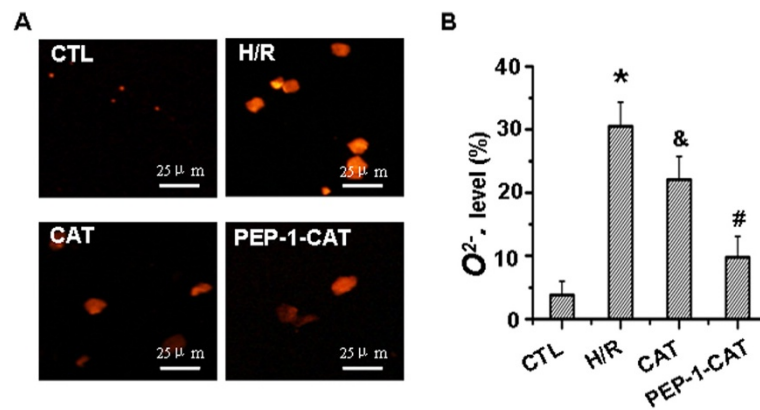 A
CTL
25 μ m
H/R
25 μ m
CAT
25 μ m
PEP-1-CAT
25 μ m
B
O²⁻. level (%)
40
30
20
10
0
*
&
#
CTL
H/R
CAT
PEP-1-CAT